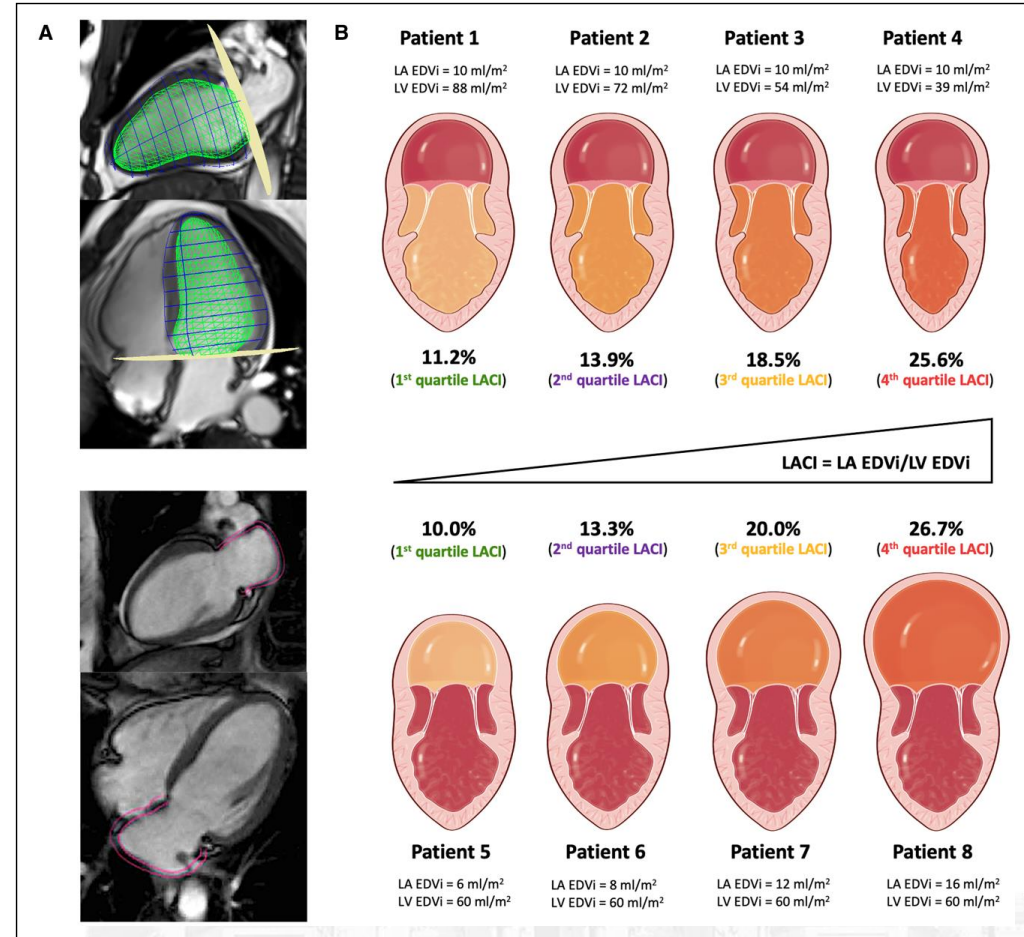 A
B
Patient 1
LA EDVi = 10 ml/m²
LV EDVi = 88 ml/m²
Patient 2
LA EDVi = 10 ml/m²
LV EDVi = 72 ml/m²
Patient 3
LA EDVi = 10 ml/m²
LV EDVi = 54 ml/m²
Patient 4
LA EDVi = 10 ml/m²
LV EDVi = 39 ml/m²
11.2%
(1st quartile LACI)
13.9%
(2nd quartile LACI)
18.5%
(3rd quartile LACI)
25.6%
(4th quartile LACI)
LACI = LA EDVi/LV EDVi
10.0%
(1st quartile LACI)
13.3%
(2nd quartile LACI)
20.0%
(3rd quartile LACI)
26.7%
(4th quartile LACI)
Patient 5
LA EDVi = 6 ml/m²
LV EDVi = 60 ml/m²
Patient 6
LA EDVi = 8 ml/m²
LV EDVi = 60 ml/m²
Patient 7
LA EDVi = 12 ml/m²
LV EDVi = 60 ml/m²
Patient 8
LA EDVi = 16 ml/m²
LV EDVi = 60 ml/m²